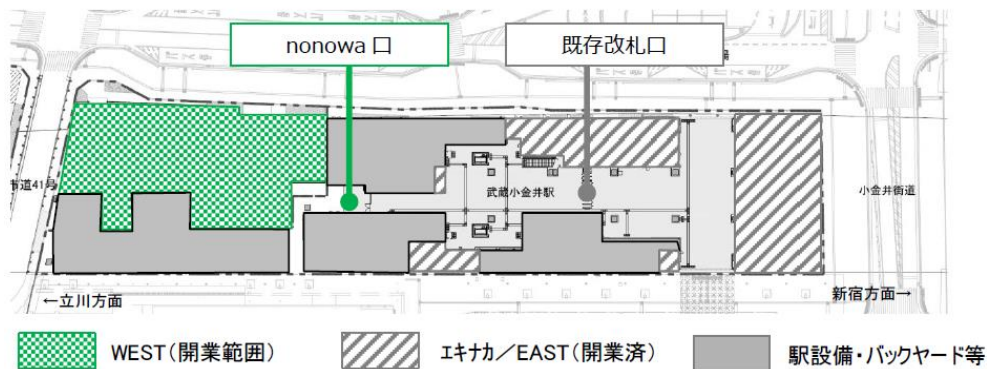 nonowa 口
既存改札口
市道41号
武蔵小金井駅
小金井街道
←立川方面
新宿方面→
WEST(開業範囲)
エキナカ/EAST(開業済)
駅設備・バックヤード等